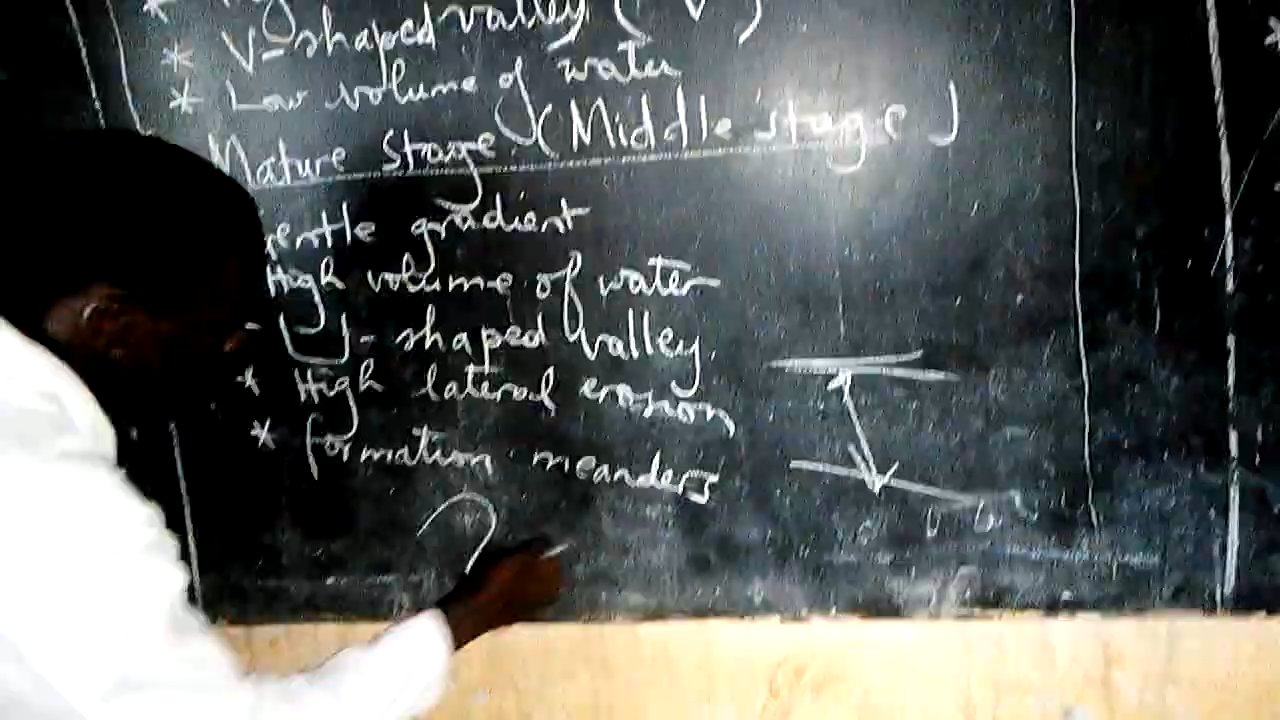 * V-shaped valley ( V )
* Low volume of water
Mature Stage (Middle stage)
gentle gradient
High volume of water
- U-shaped valley.
* High lateral erosion
* formation meanders